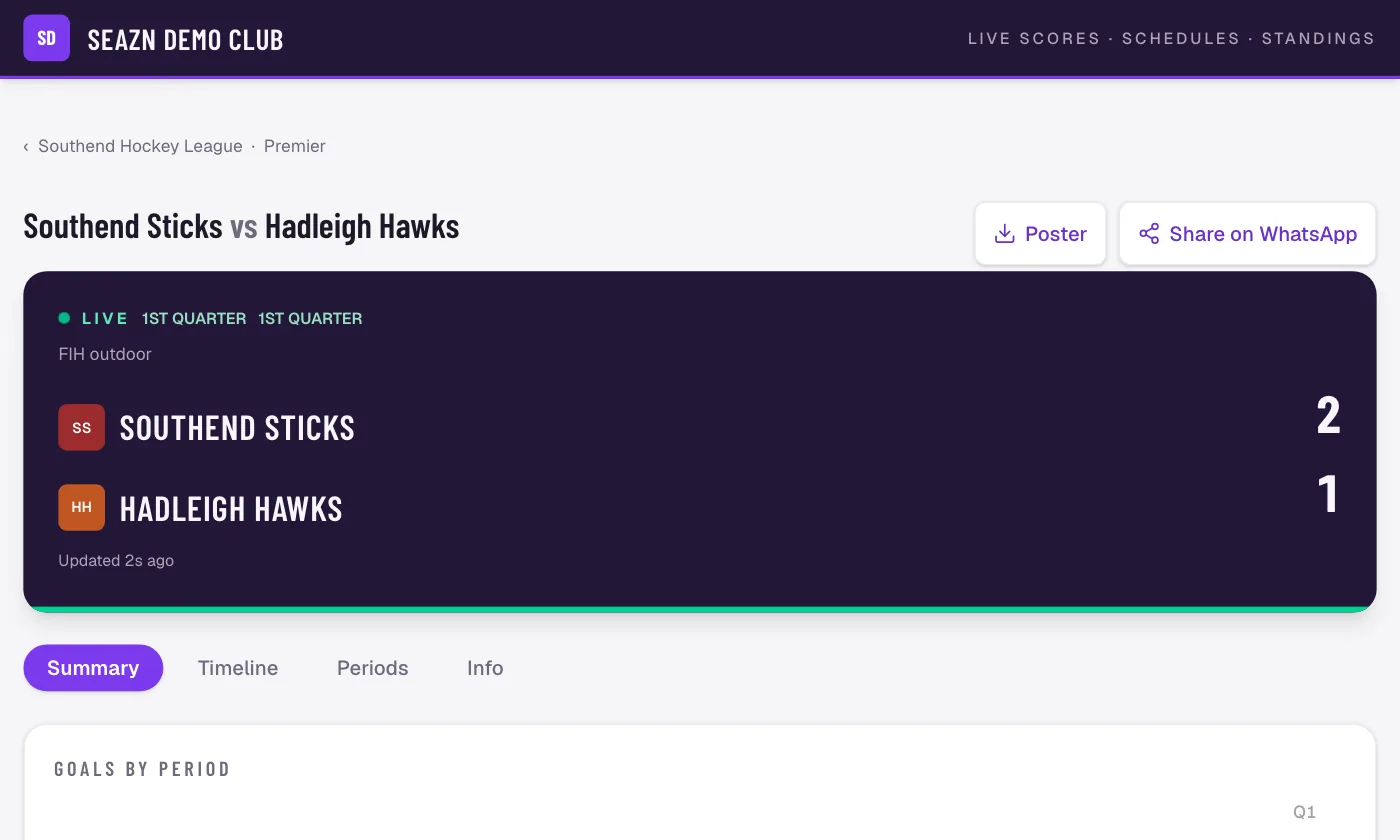 SD SEAZN DEMO CLUB LIVE SCORES · SCHEDULES · STANDINGS
‹ Southend Hockey League · Premier
Southend Sticks vs Hadleigh Hawks Poster Share on WhatsApp
LIVE 1ST QUARTER 1ST QUARTER
FIH outdoor
SS SOUTHEND STICKS 2
HH HADLEIGH HAWKS 1
Updated 2s ago
Summary Timeline Periods Info
GOALS BY PERIOD
Q1